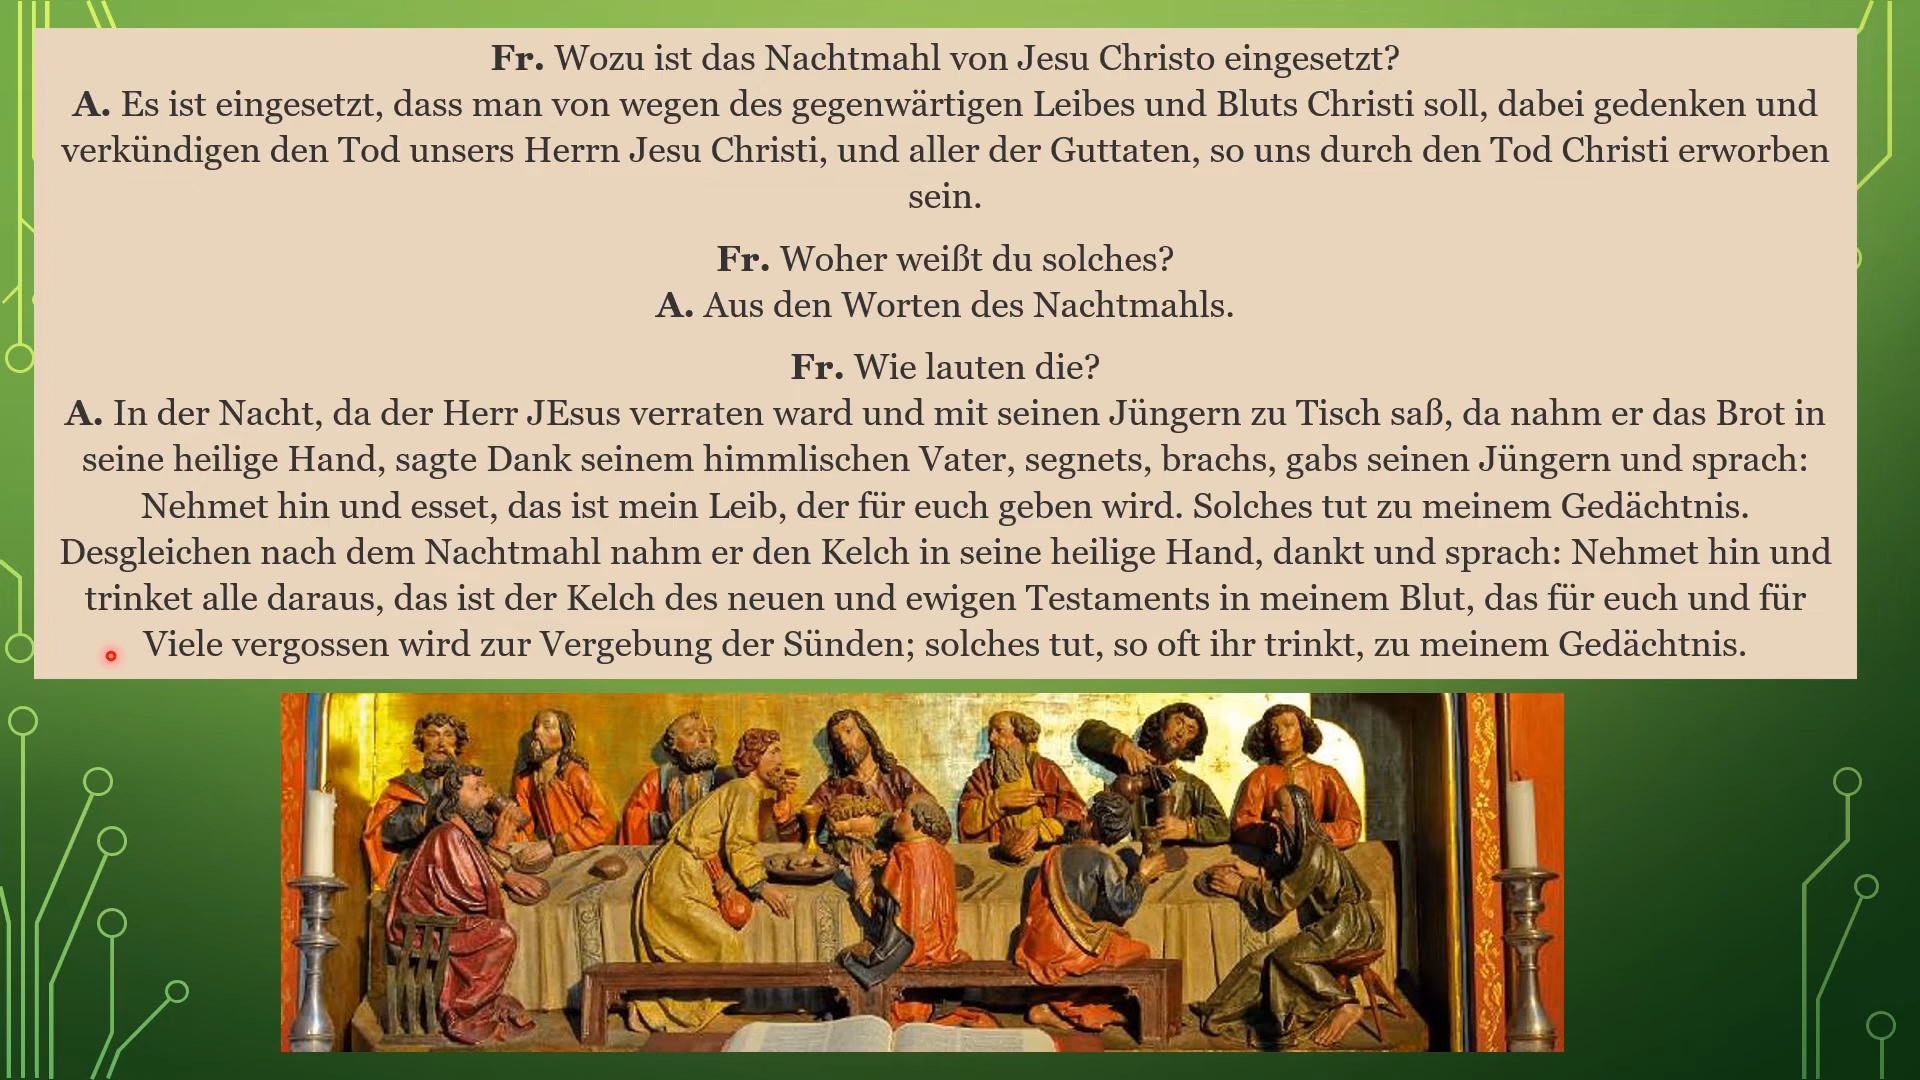 Fr. Wozu ist das Nachtmahl von Jesu Christo eingesetzt?
A. Es ist eingesetzt, dass man von wegen des gegenwärtigen Leibes und Bluts Christi soll, dabei gedenken und
verkündigen den Tod unsers Herrn Jesu Christi, und aller der Guttaten, so uns durch den Tod Christi erworben
sein.
Fr. Woher weißt du solches?
A. Aus den Worten des Nachtmahls.
Fr. Wie lauten die?
A. In der Nacht, da der Herr JEsus verraten ward und mit seinen Jüngern zu Tisch saß, da nahm er das Brot in
seine heilige Hand, sagte Dank seinem himmlischen Vater, segnets, brachs, gabs seinen Jüngern und sprach:
Nehmet hin und esset, das ist mein Leib, der für euch geben wird. Solches tut zu meinem Gedächtnis.
Desgleichen nach dem Nachtmahl nahm er den Kelch in seine heilige Hand, dankt und sprach: Nehmet hin und
trinket alle daraus, das ist der Kelch des neuen und ewigen Testaments in meinem Blut, das für euch und für
Viele vergossen wird zur Vergebung der Sünden; solches tut, so oft ihr trinkt, zu meinem Gedächtnis.